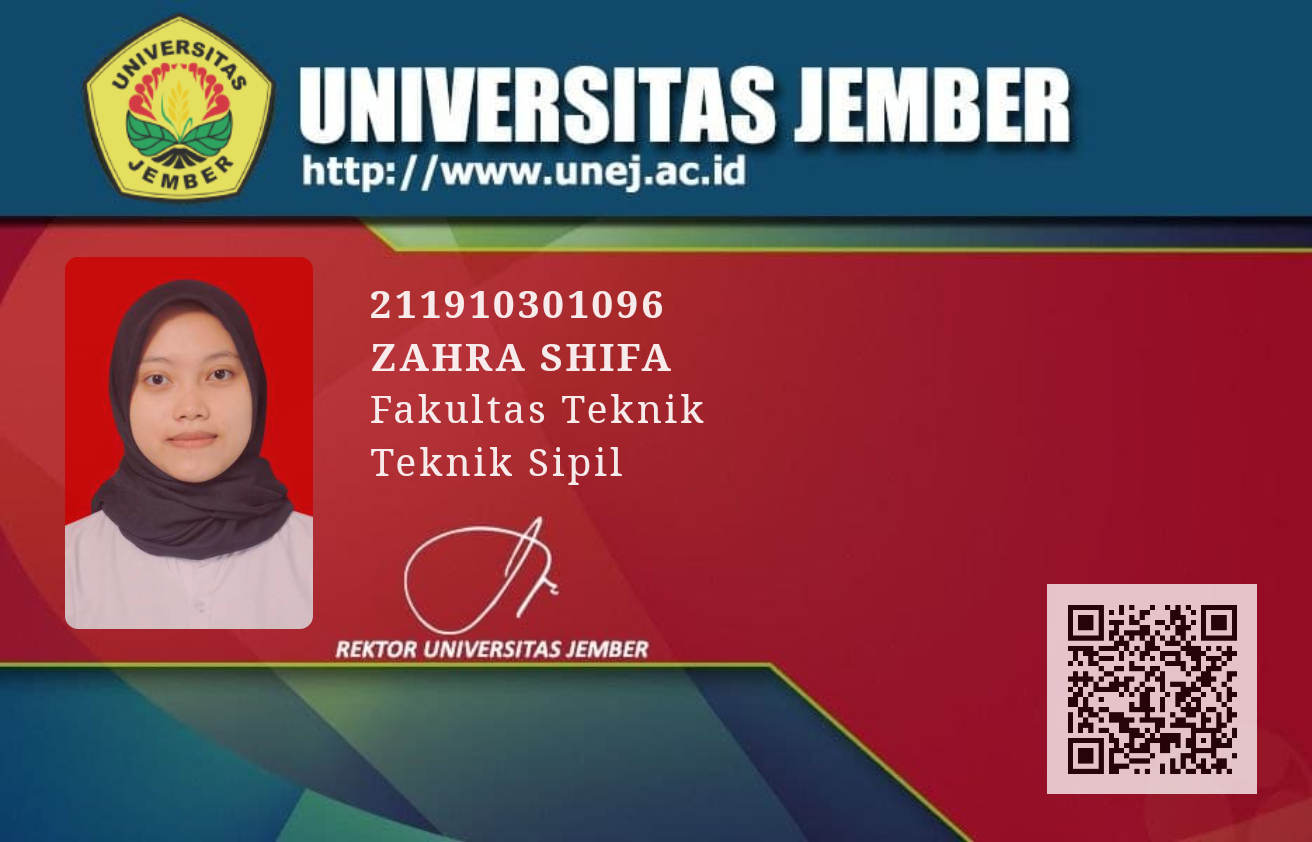 UNIVERSITAS
JEMBER
UNIVERSITAS JEMBER
http://www.unej.ac.id
211910301096
ZAHRA SHIFA
Fakultas Teknik
Teknik Sipil
REKTOR UNIVERSITAS JEMBER